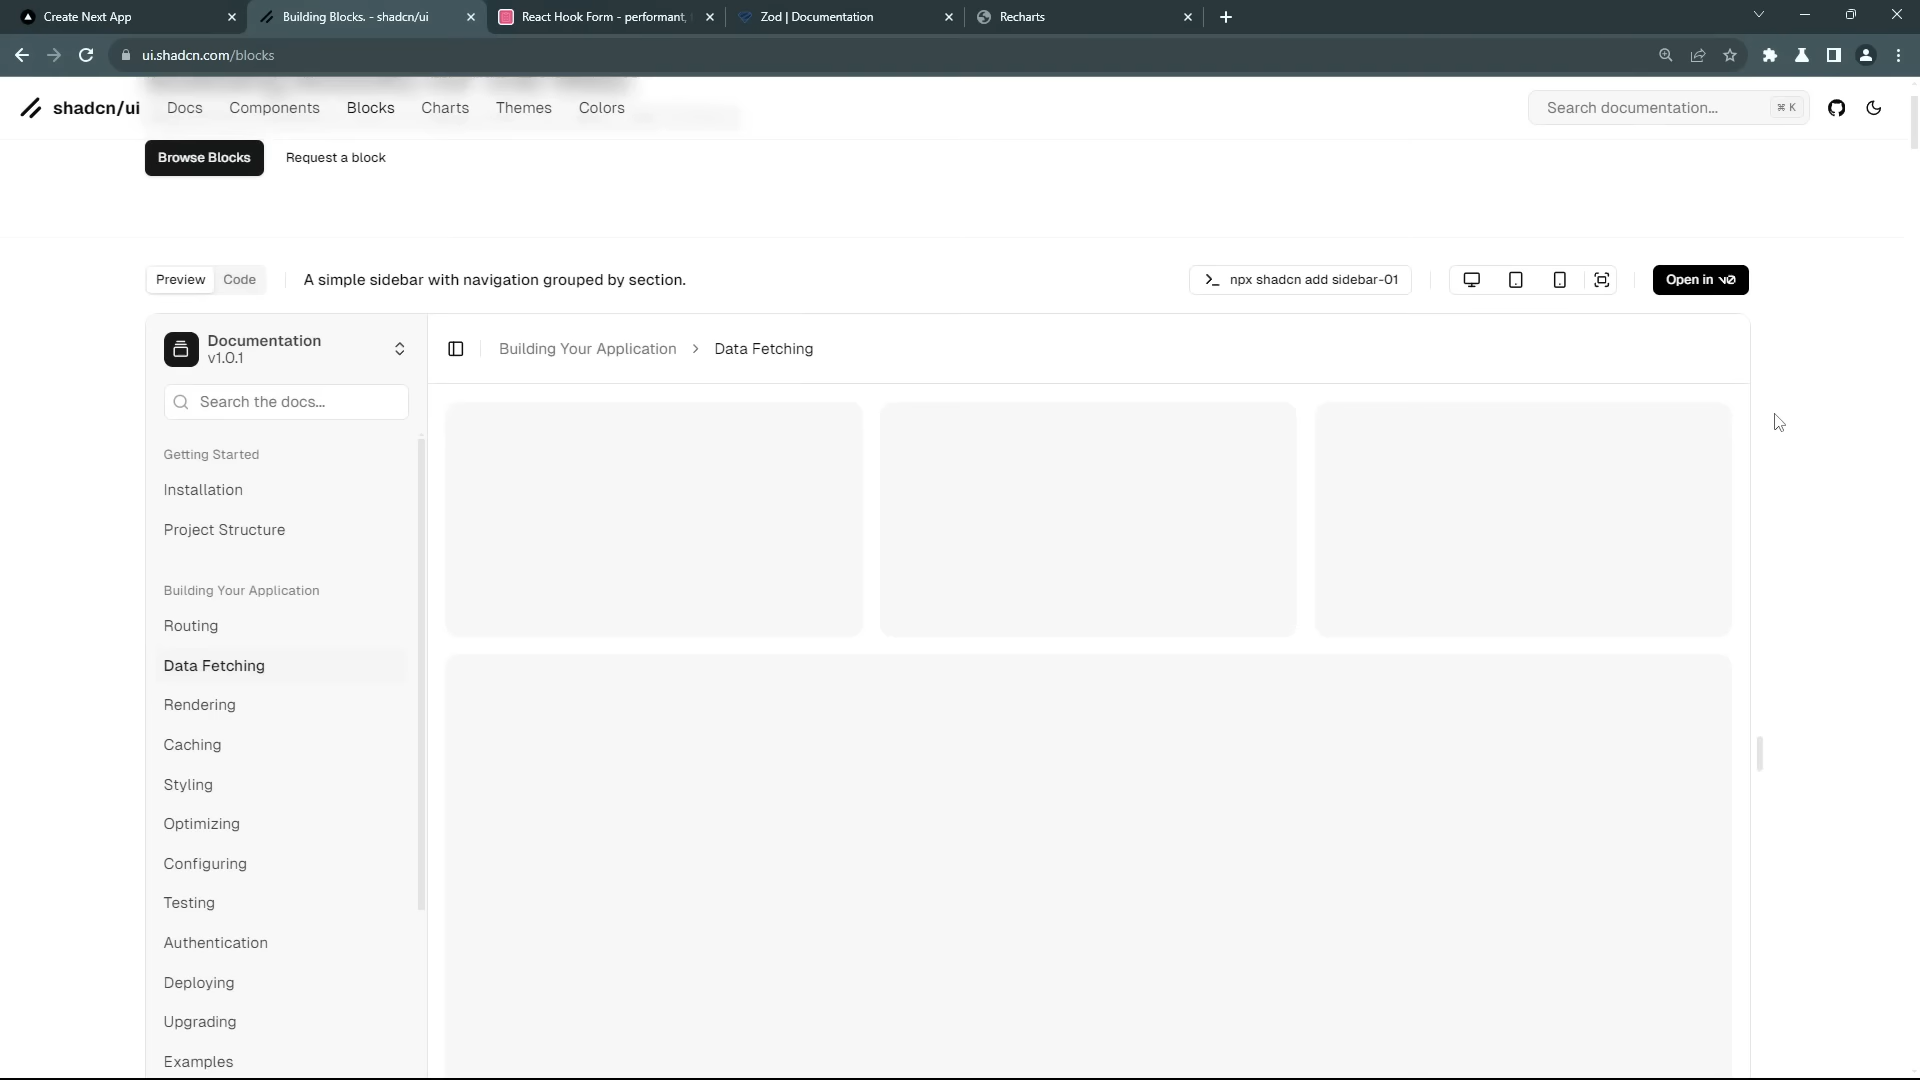 Create Next App
Building Blocks. - shadcn/ui
React Hook Form - performant,
Zod | Documentation
Recharts
ui.shadcn.com/blocks
shadcn/ui
Docs
Components
Blocks
Charts
Themes
Colors
Search documentation...
⌘ K
Browse Blocks
Request a block
Preview
Code
A simple sidebar with navigation grouped by section.
npx shadcn add sidebar-01
Open in v0
Documentation
v1.0.1
Building Your Application
Data Fetching
Search the docs...
Getting Started
Installation
Project Structure
Building Your Application
Routing
Data Fetching
Rendering
Caching
Styling
Optimizing
Configuring
Testing
Authentication
Deploying
Upgrading
Examples